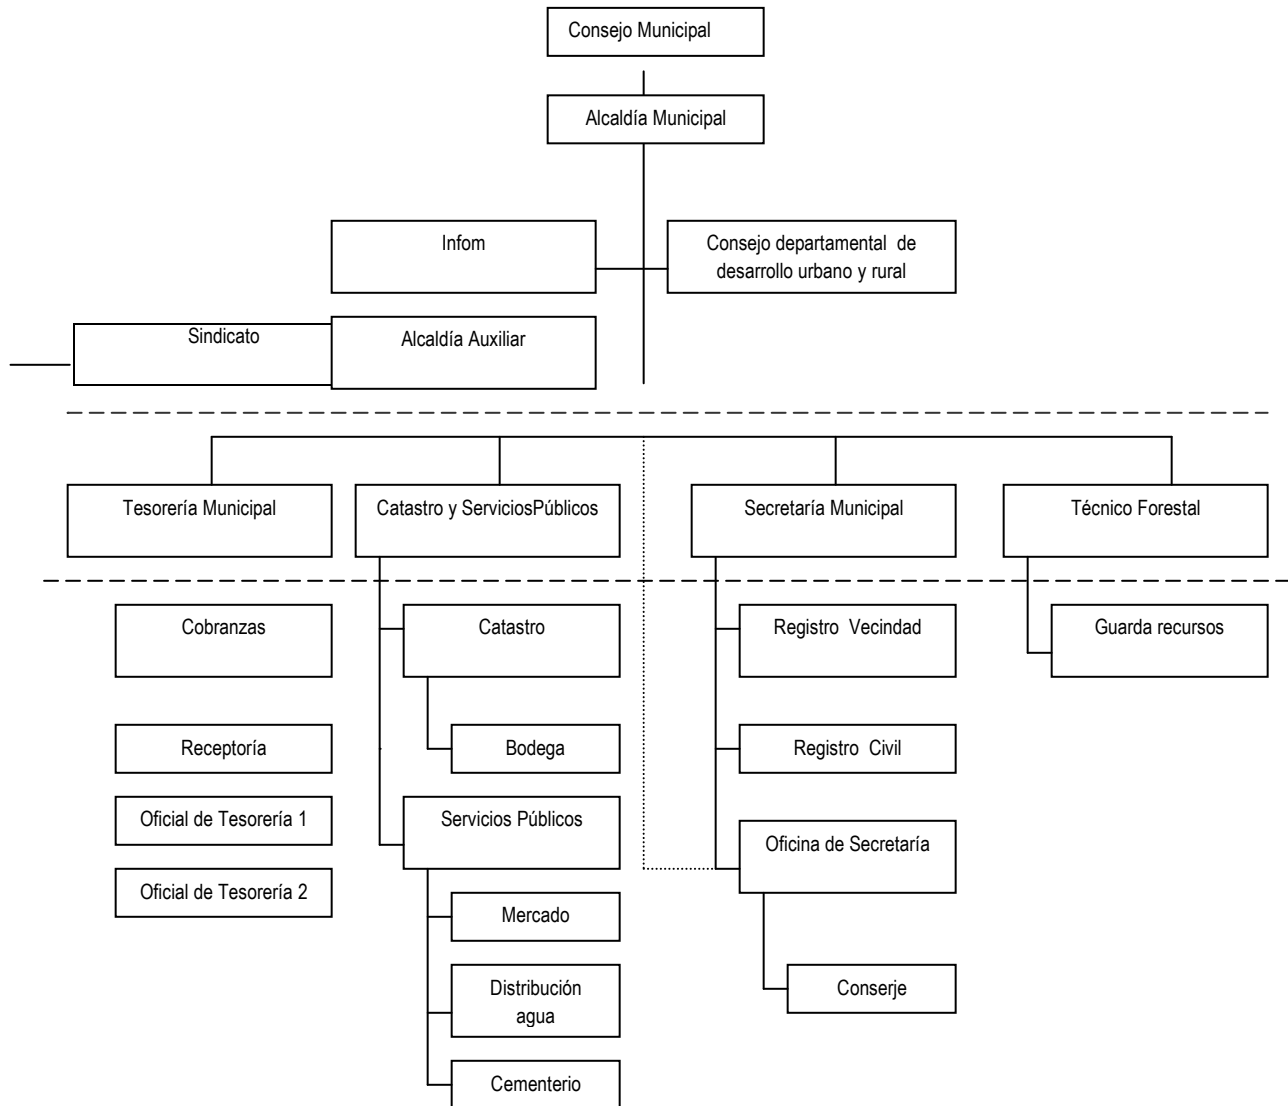 Consejo Municipal
Alcaldía Municipal
Infom
Consejo departamental de
desarrollo urbano y rural
Sindicato
Alcaldía Auxiliar
Tesorería Municipal
Catastro y ServiciosPúblicos
Secretaría Municipal
Técnico Forestal
Cobranzas
Catastro
Registro Vecindad
Guarda recursos
Receptoría
Bodega
Registro Civil
Oficial de Tesorería 1
Servicios Públicos
Oficina de Secretaría
Oficial de Tesorería 2
Mercado
Distribución
agua
Conserje
Cementerio